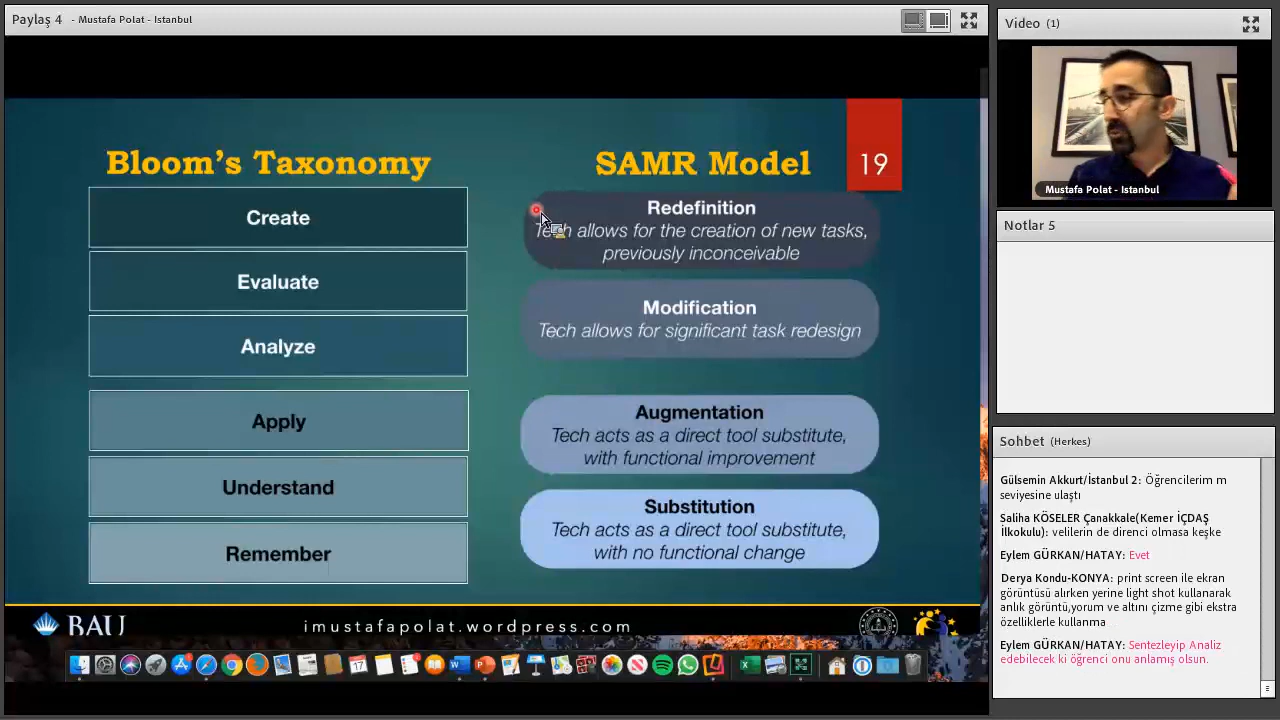 Paylaş 4 - Mustafa Polat - Istanbul
Bloom's Taxonomy
Create
Evaluate
Analyze
Apply
Understand
Remember
SAMR Model
19
Redefinition
Tech allows for the creation of new tasks,
previously inconceivable
Modification
Tech allows for significant task redesign
Augmentation
Tech acts as a direct tool substitute,
with functional improvement
Substitution
Tech acts as a direct tool substitute,
with no functional change
BAU
imustafapolat.wordpress.com
Video (1)
Mustafa Polat - Istanbul
Notlar 5
Sohbet (Herkes)
Gülsemin Akkurt/İstanbul 2: Öğrencilerim m
seviyesine ulaştı
Saliha KÖSELER Çanakkale(Kemer İÇDAŞ
İlkokulu): velilerin de direnci olmasa keşke
Eylem GÜRKAN/HATAY: Evet
Derya Kondu-KONYA: print screen ile ekran
görüntüsü alırken yerine light shot kullanarak
anlık görüntü,yorum ve altını çizme gibi ekstra
özelliklerle kullanma
Eylem GÜRKAN/HATAY: Sentezleyip Analiz
edebilecek ki öğrenci onu anlamış olsun.